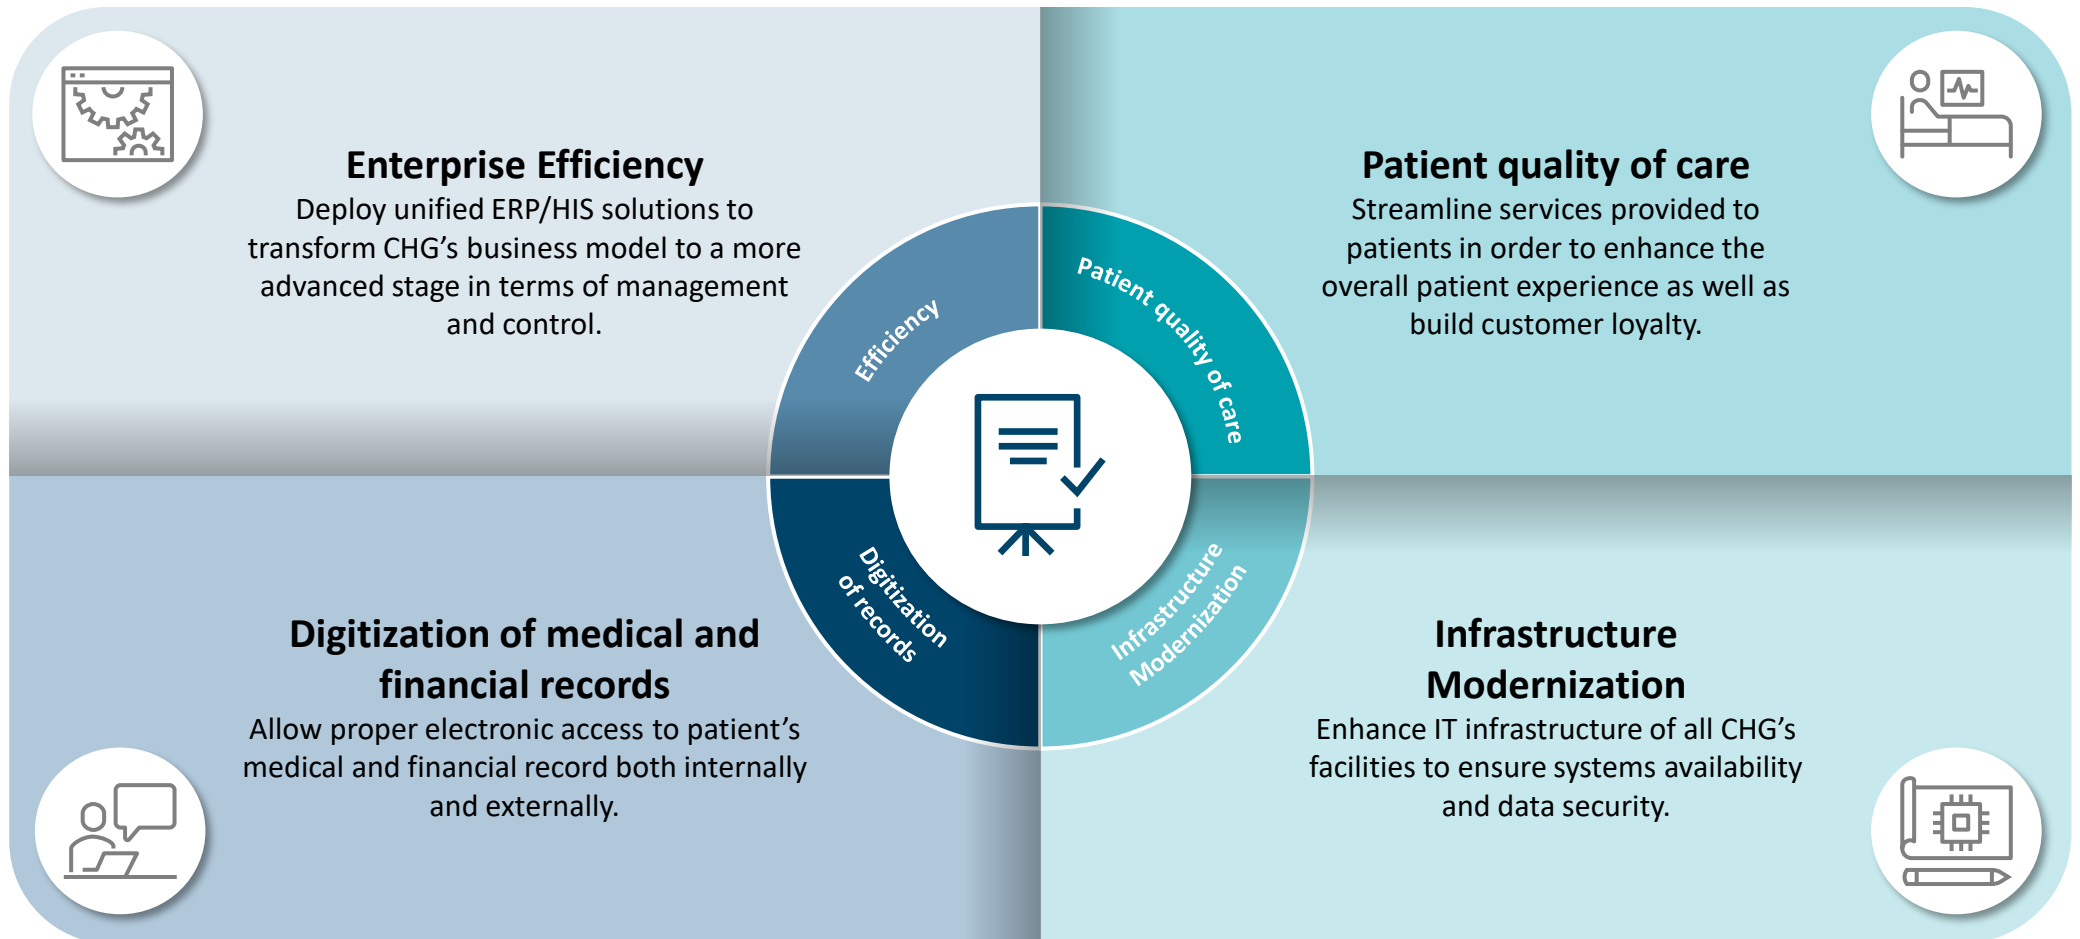 Enterprise Efficiency
Deploy unified ERP/HIS solutions to
transform CHG’s business model to a more
advanced stage in terms of management
and control.
Patient quality of care
Streamline services provided to
patients in order to enhance the
overall patient experience as well as
build customer loyalty.
Efficiency
Patient quality of care
Digitization
of records
Infrastructure
Modernization
Digitization of medical and
financial records
Allow proper electronic access to patient’s
medical and financial record both internally
and externally.
Infrastructure
Modernization
Enhance IT infrastructure of all CHG’s
facilities to ensure systems availability
and data security.